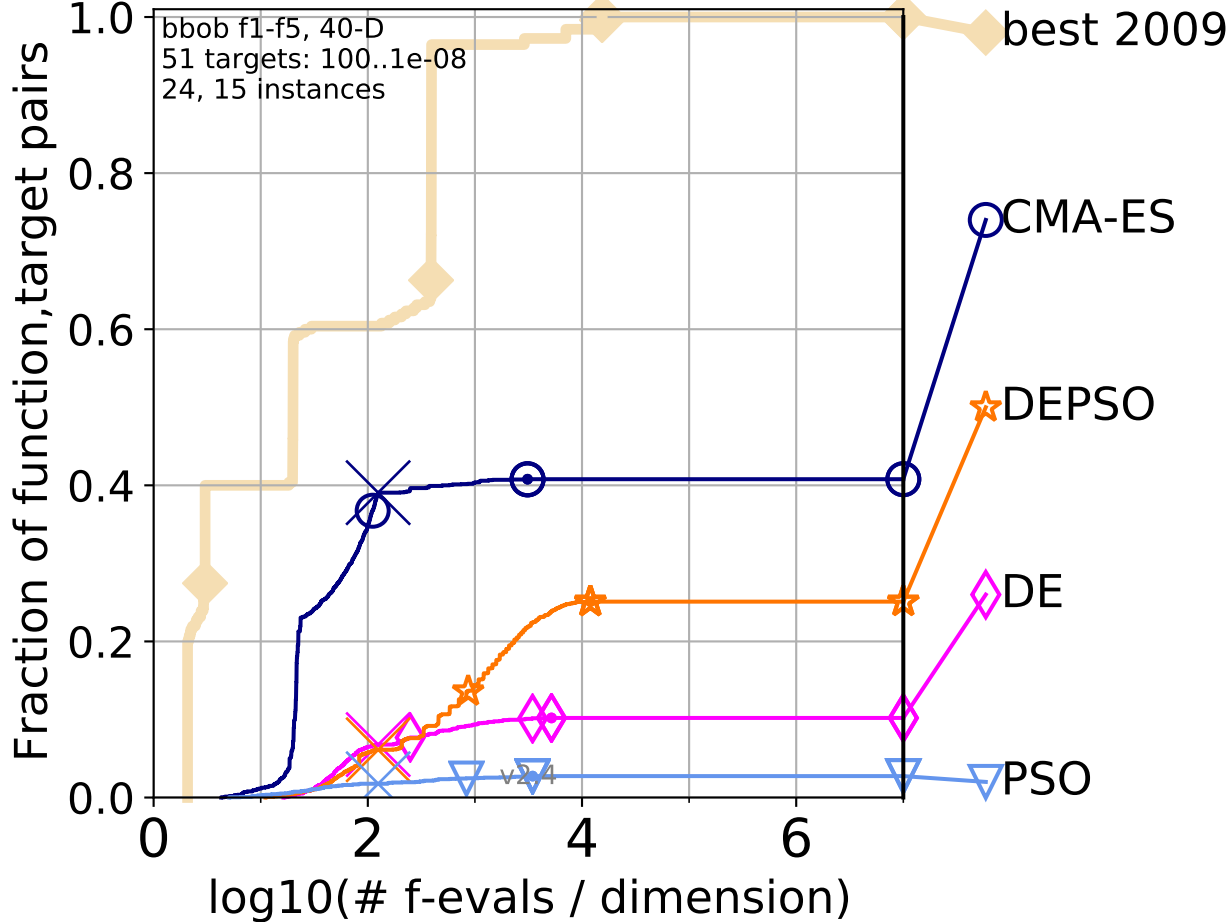 bbob f1-f5, 40-D
51 targets: 100..1e-08
24, 15 instances
best 2009
CMA-ES
DEPSO
DE
PSO
v2.4
1.0
0.8
0.6
0.4
0.2
0.0
0
2
4
6
Fraction of function,target pairs
log10(# f-evals / dimension)